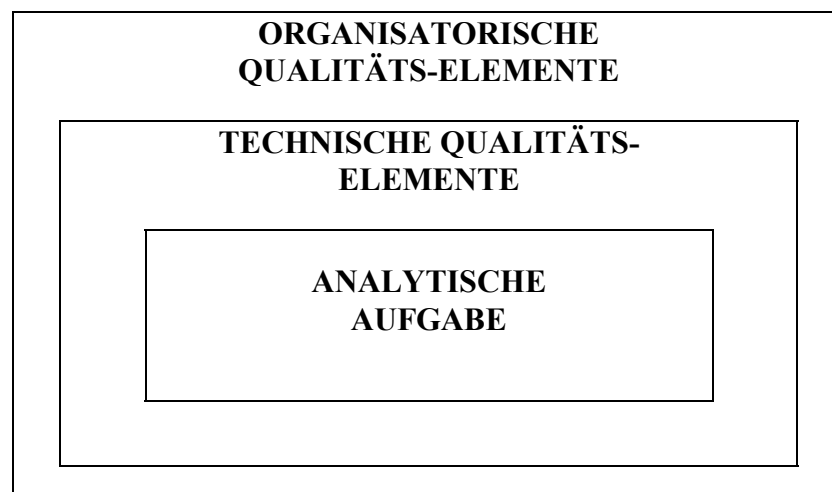 ORGANISATORISCHE
QUALITÄTS-ELEMENTE
TECHNISCHE QUALITÄTS-
ELEMENTE
ANALYTISCHE
AUFGABE